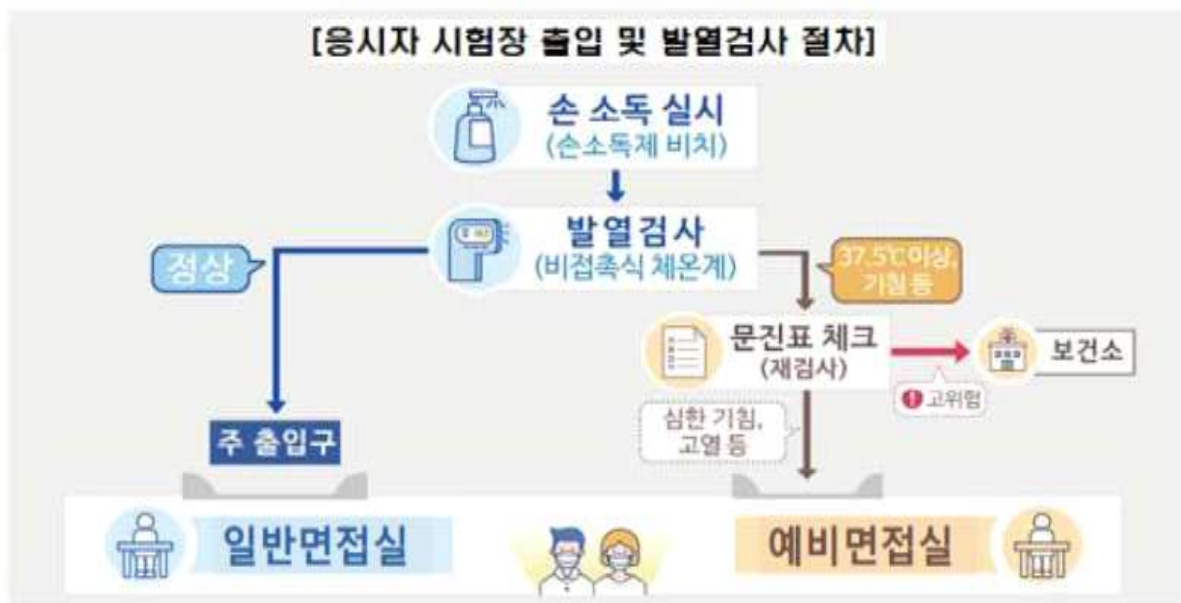 [응시자 시험장 출입 및 발열검사 절차]
손 소독 실시
(손소독제 비치)
발열검사
(비접촉식 체온계)
정상
37.5℃이상,
기침 등
문진표 체크
(재검사)
보건소
고위험
심한 기침,
고열 등
주 출입구
일반면접실
예비면접실